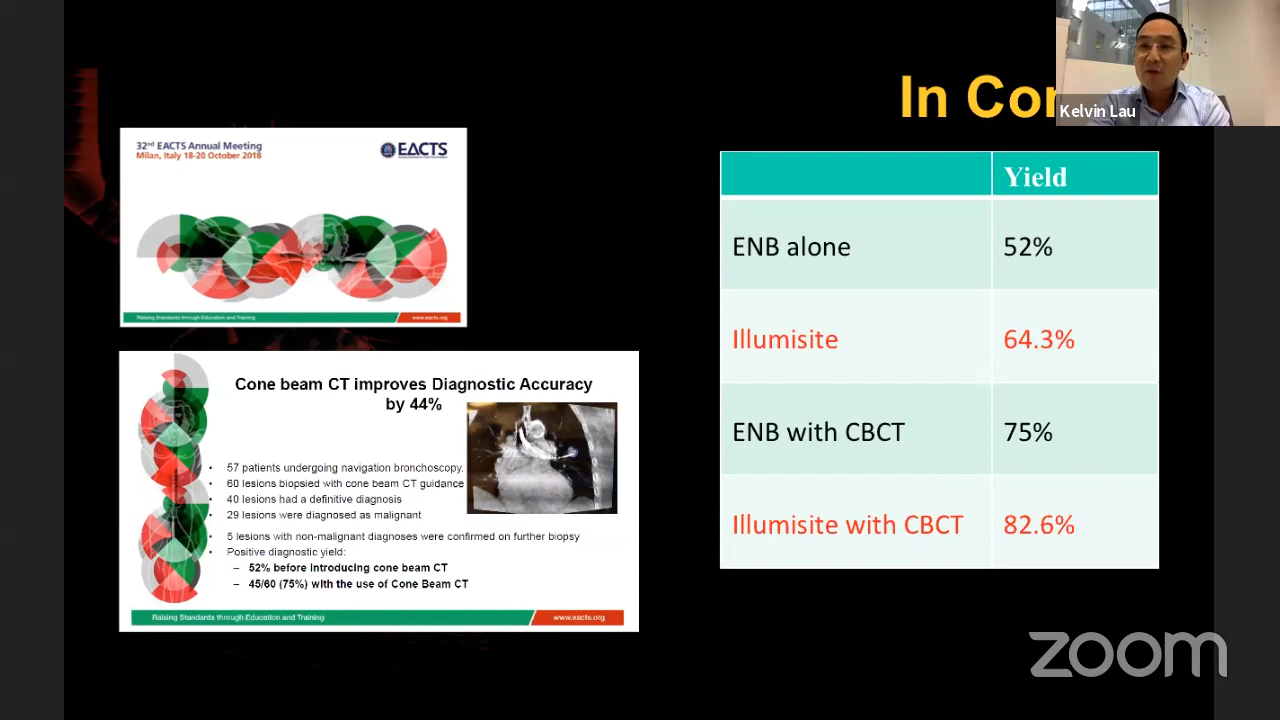 In Con
Kelvin Lau
32nd EACTS Annual Meeting
Milan, Italy 18-20 October 2018
EACTS
Raising Standards through Education and Training
www.eacts.org
Cone beam CT improves Diagnostic Accuracy
by 44%
• 57 patients undergoing navigation bronchoscopy.
• 60 lesions biopsied with cone beam CT guidance
• 40 lesions had a definitive diagnosis
• 29 lesions were diagnosed as malignant
• 5 lesions with non-malignant diagnoses were confirmed on further biopsy
• Positive diagnostic yield:
– 52% before introducing cone beam CT
– 45/60 (75%) with the use of Cone Beam CT
Raising Standards through Education and Training
www.eacts.org
Yield
ENB alone 52%
Illumisite 64.3%
ENB with CBCT 75%
Illumisite with CBCT 82.6%
zoom